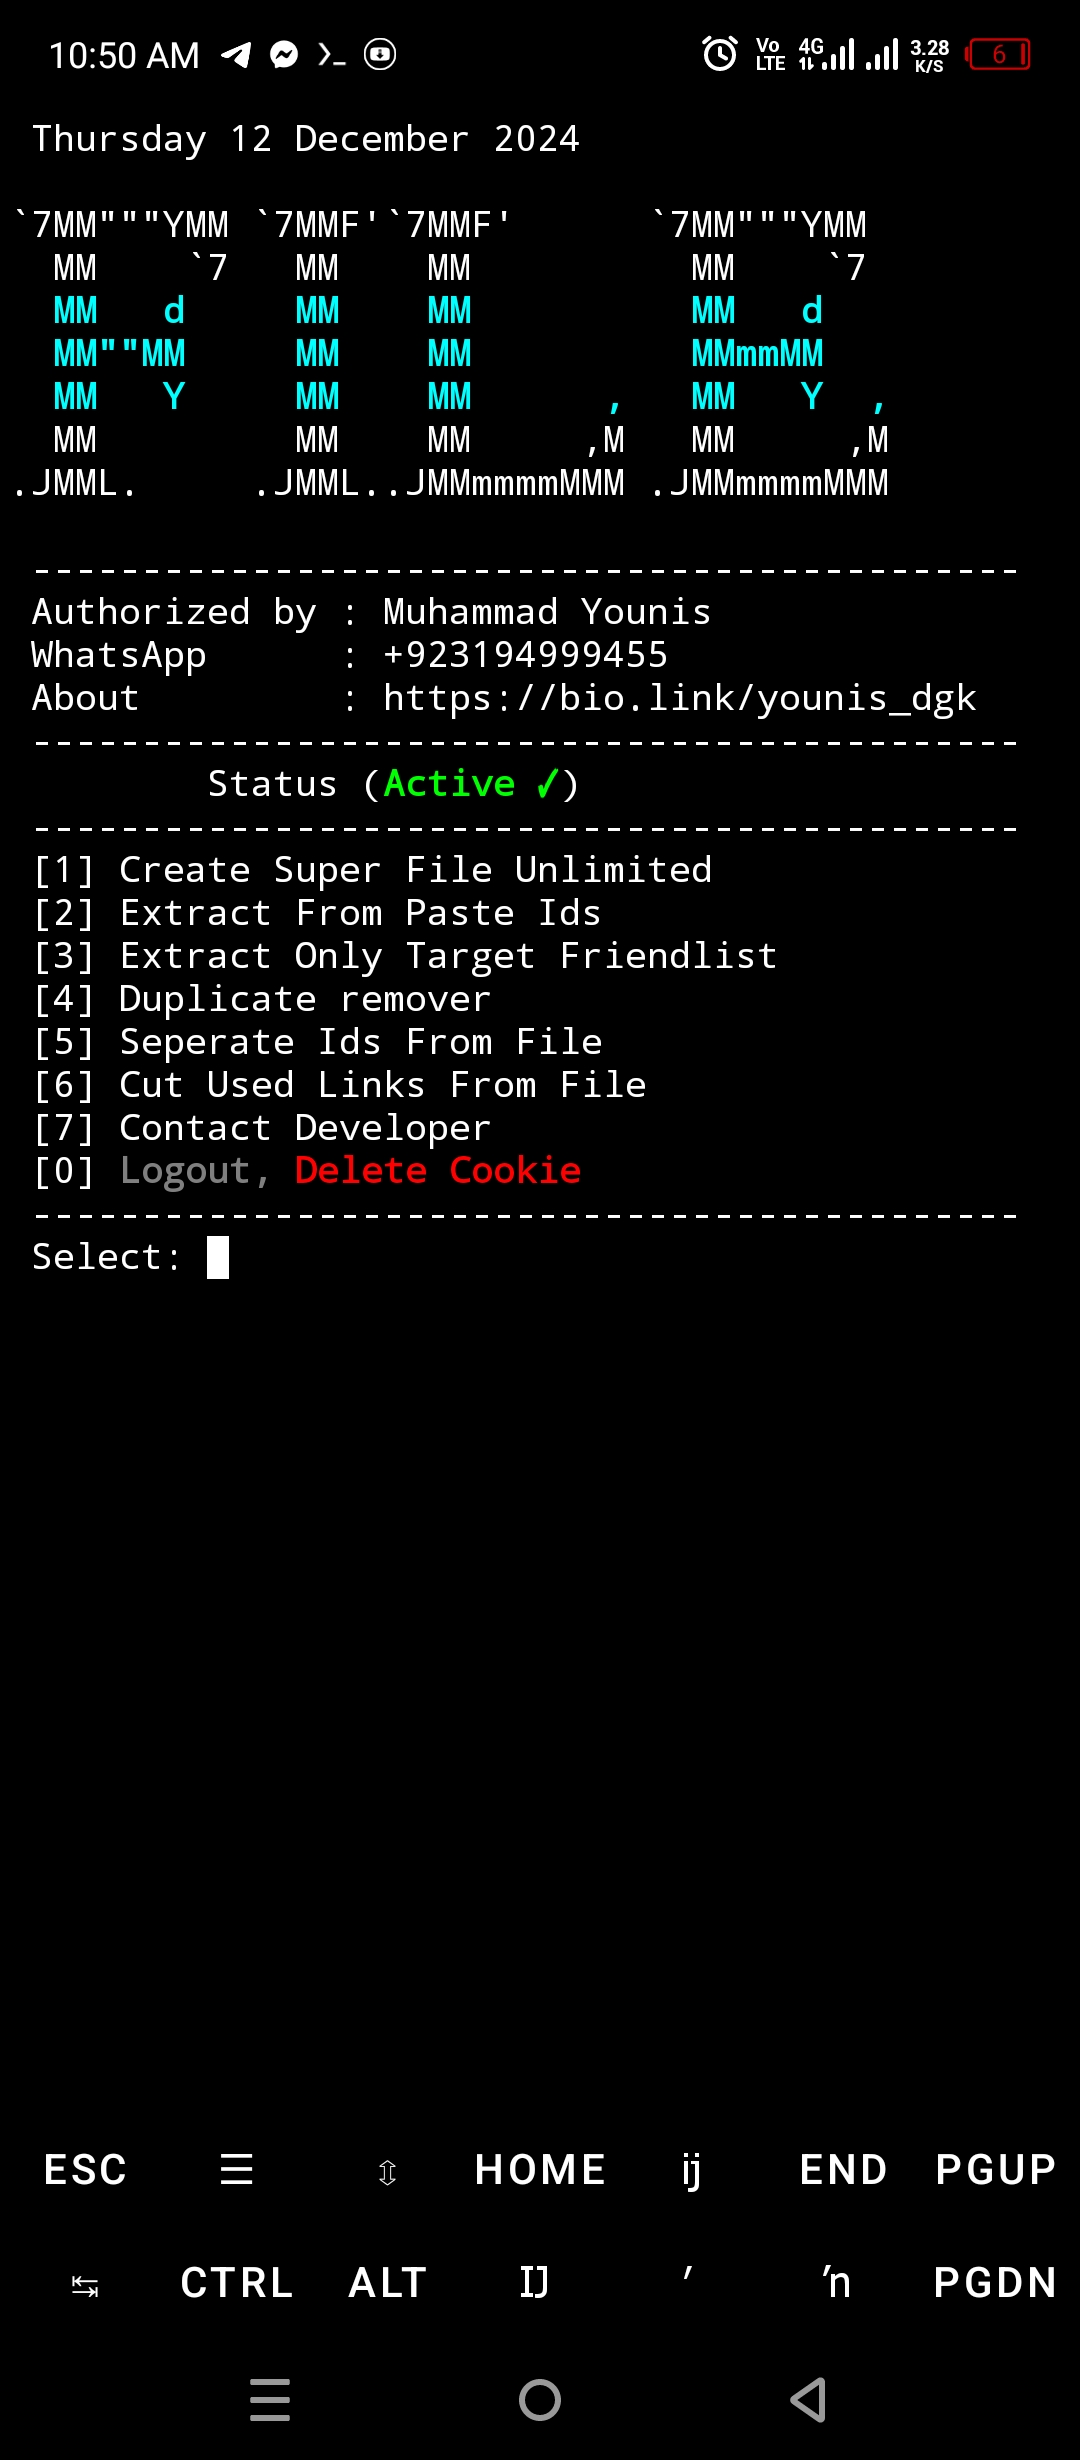 10:50 AM Vo LTE 4G 3.28 K/S 6
Thursday 12 December 2024
`7MM"""YMM `7MMF'`7MMF'      `7MM"""YMM
  MM    `7   MM    MM          MM    `7
  MM   d     MM    MM          MM   d
  MM""MM     MM    MM          MMmmMM
  MM   Y     MM    MM      ,   MM   Y  ,
  MM         MM    MM     ,M   MM     ,M
.JMML.     .JMML..JMMmmmmMMM .JMMmmmmMMM
---------------------------------------------
Authorized by : Muhammad Younis
WhatsApp      : +923194999455
About         : https://bio.link/younis_dgk
---------------------------------------------
Status (Active ✓)
---------------------------------------------
[1] Create Super File Unlimited
[2] Extract From Paste Ids
[3] Extract Only Target Friendlist
[4] Duplicate remover
[5] Seperate Ids From File
[6] Cut Used Links From File
[7] Contact Developer
[0] Logout, Delete Cookie
---------------------------------------------
Select:
ESC ☰ ⇳ HOME ĳ END PGUP
↹ CTRL ALT Ĳ ʼ ŉ PGDN